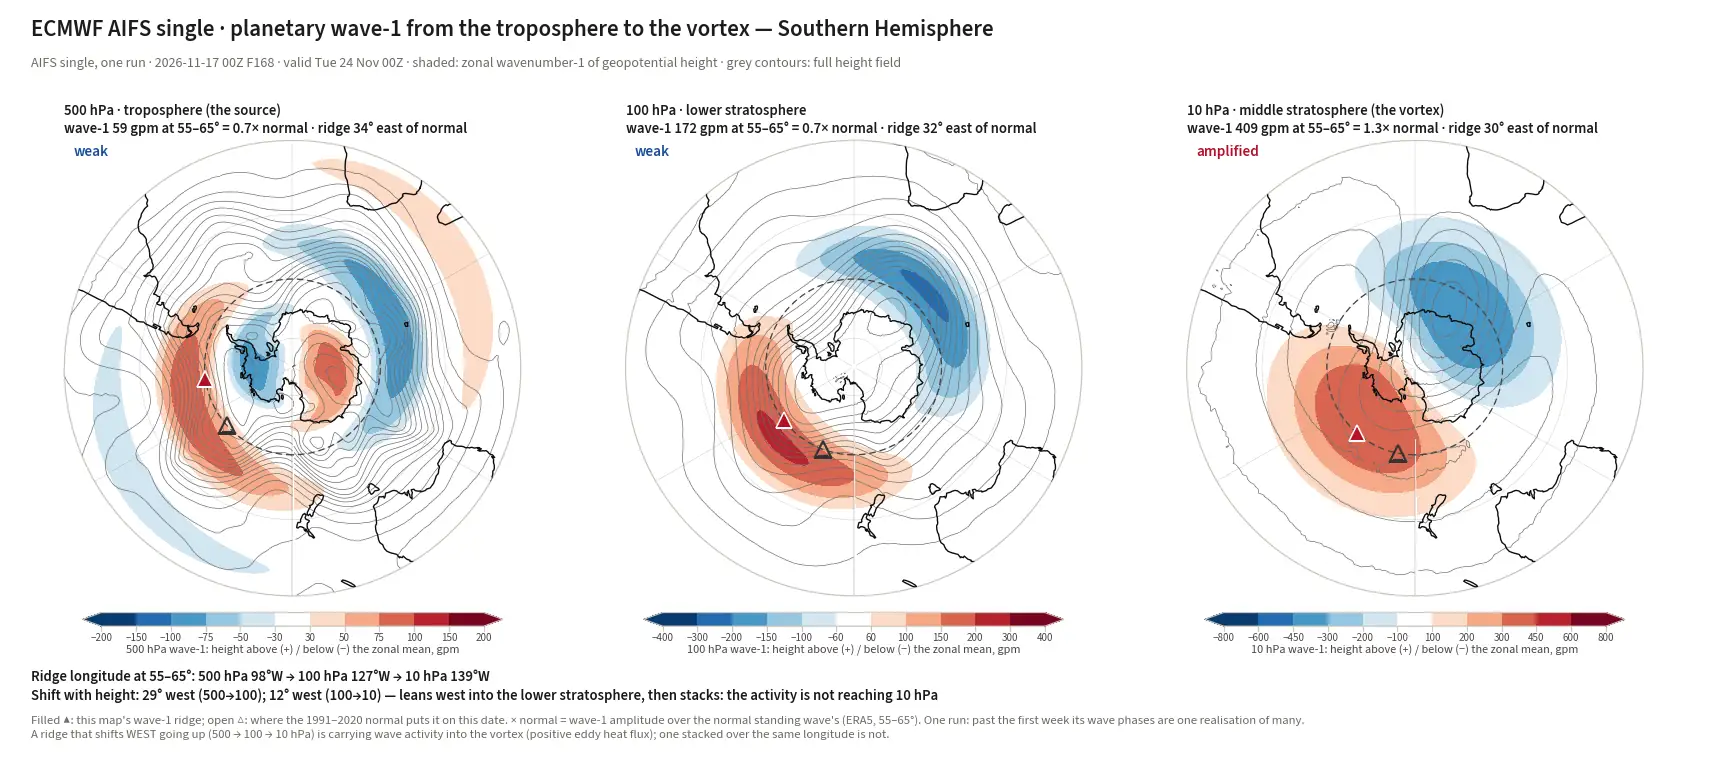 ECMWF AIFS single · planetary wave-1 from the troposphere to the vortex — Southern Hemisphere
AIFS single, one run · 2026-11-17 00Z F168 · valid Tue 24 Nov 00Z · shaded: zonal wavenumber-1 of geopotential height · grey contours: full height field
500 hPa · troposphere (the source)
wave-1 59 gpm at 55–65° = 0.7× normal · ridge 34° east of normal
weak
100 hPa · lower stratosphere
wave-1 172 gpm at 55–65° = 0.7× normal · ridge 32° east of normal
weak
10 hPa · middle stratosphere (the vortex)
wave-1 409 gpm at 55–65° = 1.3× normal · ridge 30° east of normal
amplified
−200 −150 −100 −75 −50 −30 30 50 75 100 150 200
500 hPa wave-1: height above (+) / below (−) the zonal mean, gpm
−400 −300 −200 −150 −100 −60 60 100 150 200 300 400
100 hPa wave-1: height above (+) / below (−) the zonal mean, gpm
−800 −600 −450 −300 −200 −100 100 200 300 450 600 800
10 hPa wave-1: height above (+) / below (−) the zonal mean, gpm
Ridge longitude at 55–65°: 500 hPa 98°W → 100 hPa 127°W → 10 hPa 139°W
Shift with height: 29° west (500→100); 12° west (100→10) — leans west into the lower stratosphere, then stacks: the activity is not reaching 10 hPa
Filled ▲: this map's wave-1 ridge; open △: where the 1991–2020 normal puts it on this date. × normal = wave-1 amplitude over the normal standing wave's (ERA5, 55–65°). One run: past the first week its wave phases are one realisation of many.
A ridge that shifts WEST going up (500 → 100 → 10 hPa) is carrying wave activity into the vortex (positive eddy heat flux); one stacked over the same longitude is not.